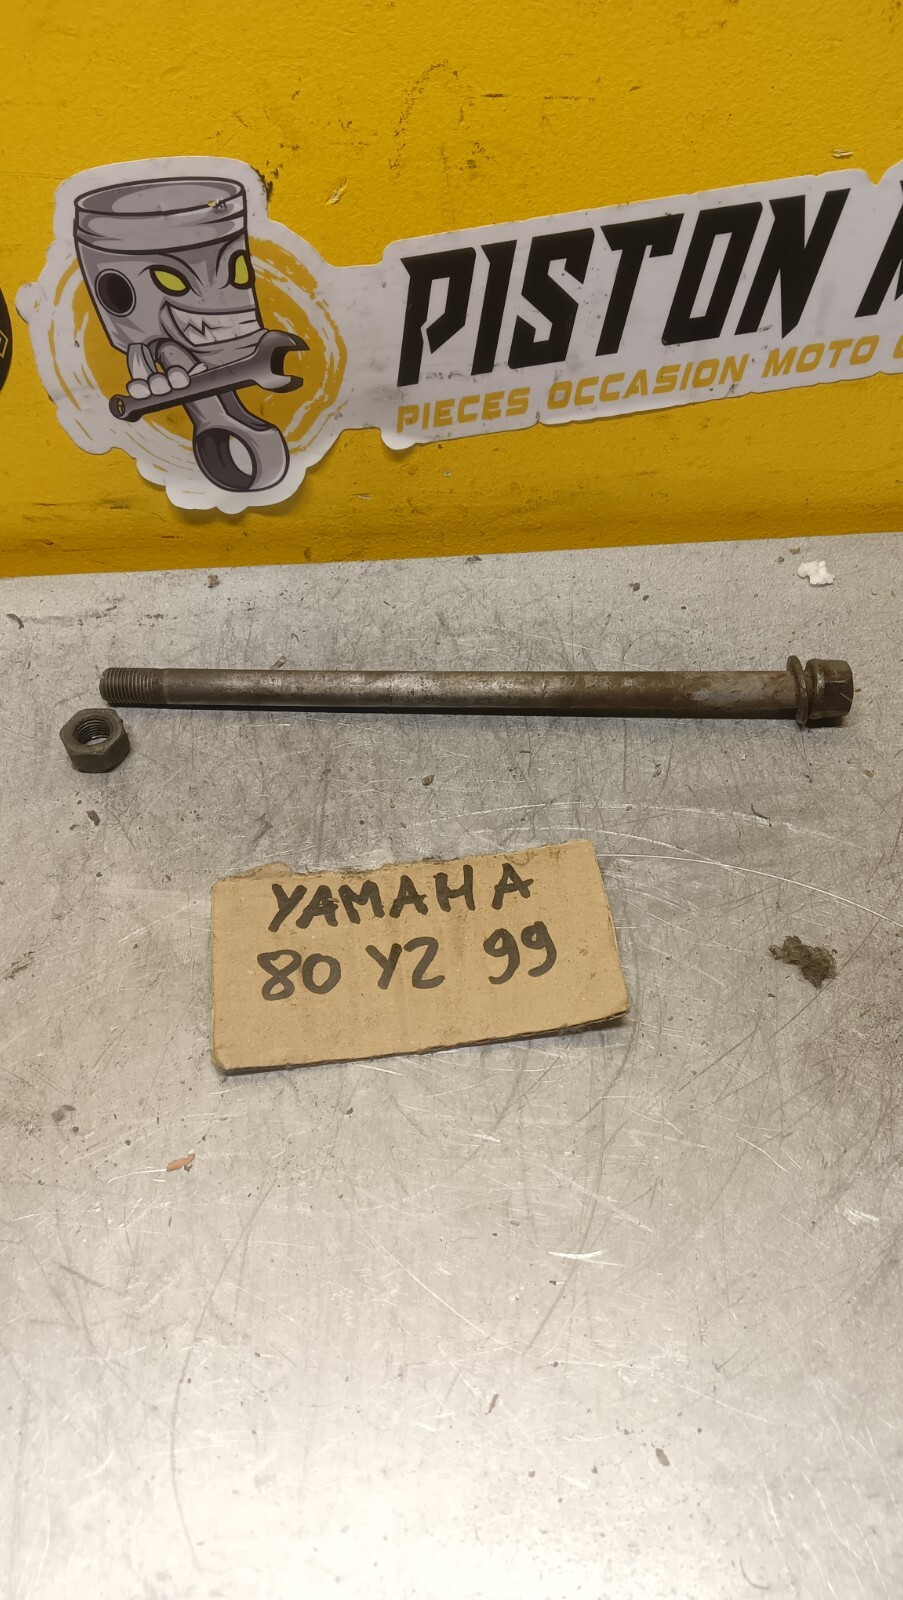 PISTON
PIECES OCCASION MOTO
YAMAHA
80 YZ 99